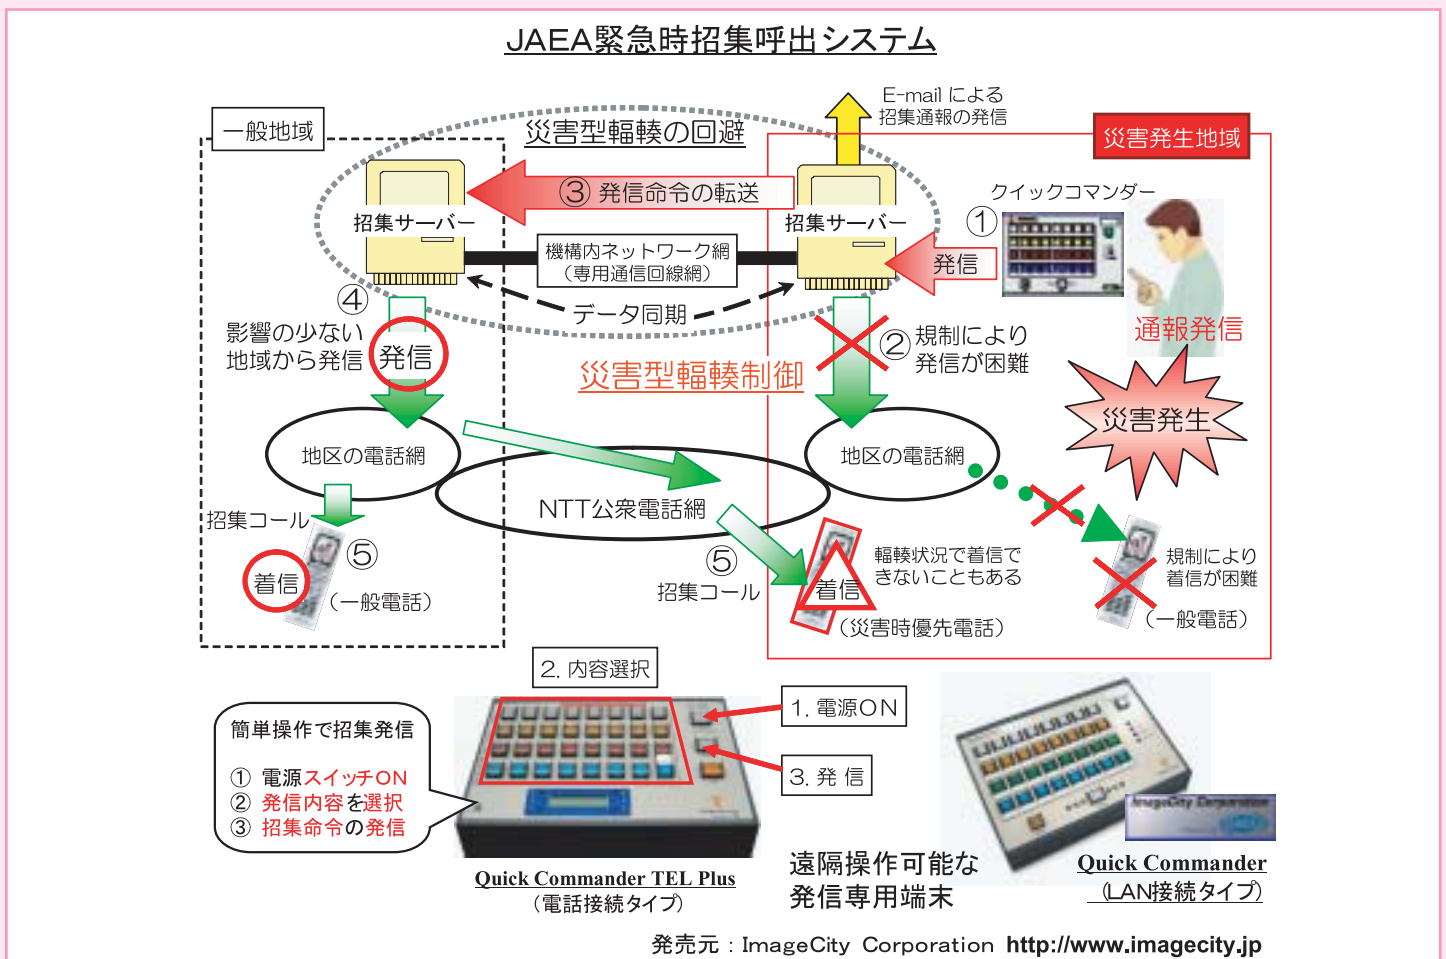 JAEA緊急時招集呼出システム
E-mail による
招集通報の発信
一般地域
災害型輻輳の回避
災害発生地域
③ 発信命令の転送
クイックコマンダー
①
招集サーバー
招集サーバー
発信
機構内ネットワーク網
（専用通信回線網）
データ同期
通報発信
④
影響の少ない
地域から発信
発信
災害型輻輳制御
② 規制により
発信が困難
災害発生
地区の電話網
地区の電話網
NTT公衆電話網
招集コール
⑤
着信
（一般電話）
⑤
招集コール
着信
輻輳状況で着信で
きないこともある
（災害時優先電話）
規制により
着信が困難
（一般電話）
2. 内容選択
1. 電源ON
3. 発 信
簡単操作で招集発信
① 電源スイッチON
② 発信内容を選択
③ 招集命令の発信
Quick Commander TEL Plus
（電話接続タイプ）
遠隔操作可能な
発信専用端末
ImageCity Corporation
Quick Commander
（LAN接続タイプ）
発売元 : ImageCity Corporation http://www.imagecity.jp